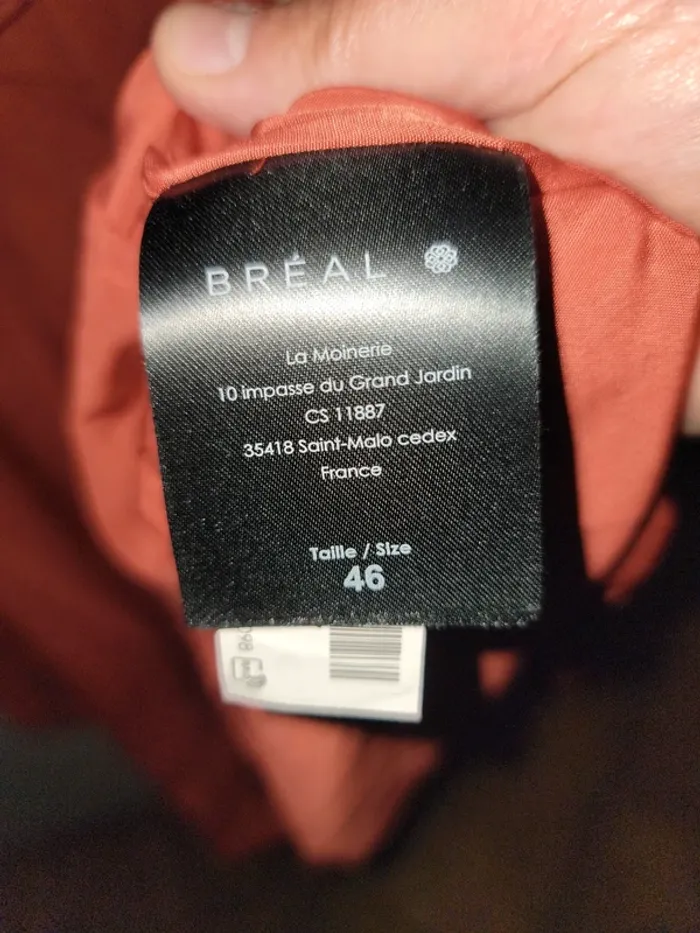 BRÉAL
La Moinerie
10 impasse du Grand Jardin
CS 11887
35418 Saint-Malo cedex
France
Taille / Size
46